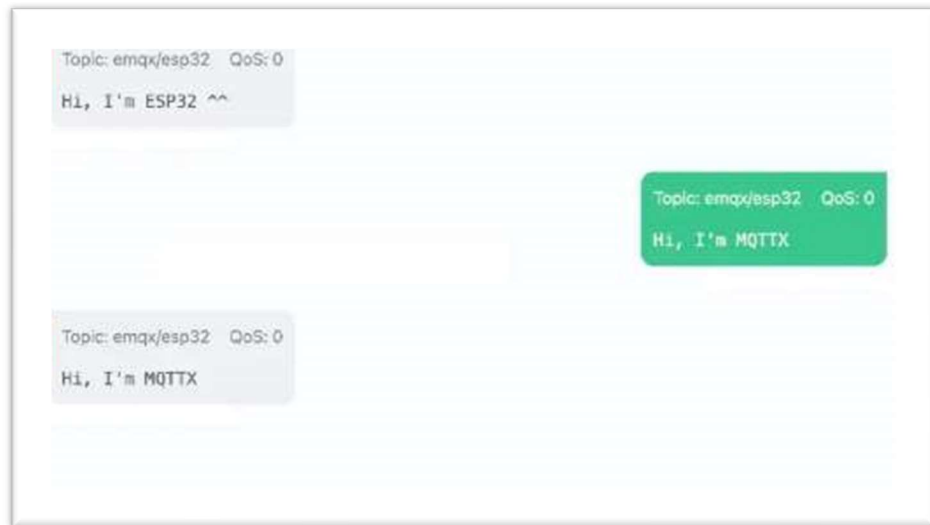 Topic: emqx/esp32 QoS: 0
Hi, I'm ESP32 ^^
Topic: emqx/esp32 QoS: 0
Hi, I'm MQTTX
Topic: emqx/esp32 QoS: 0
Hi, I'm MQTTX